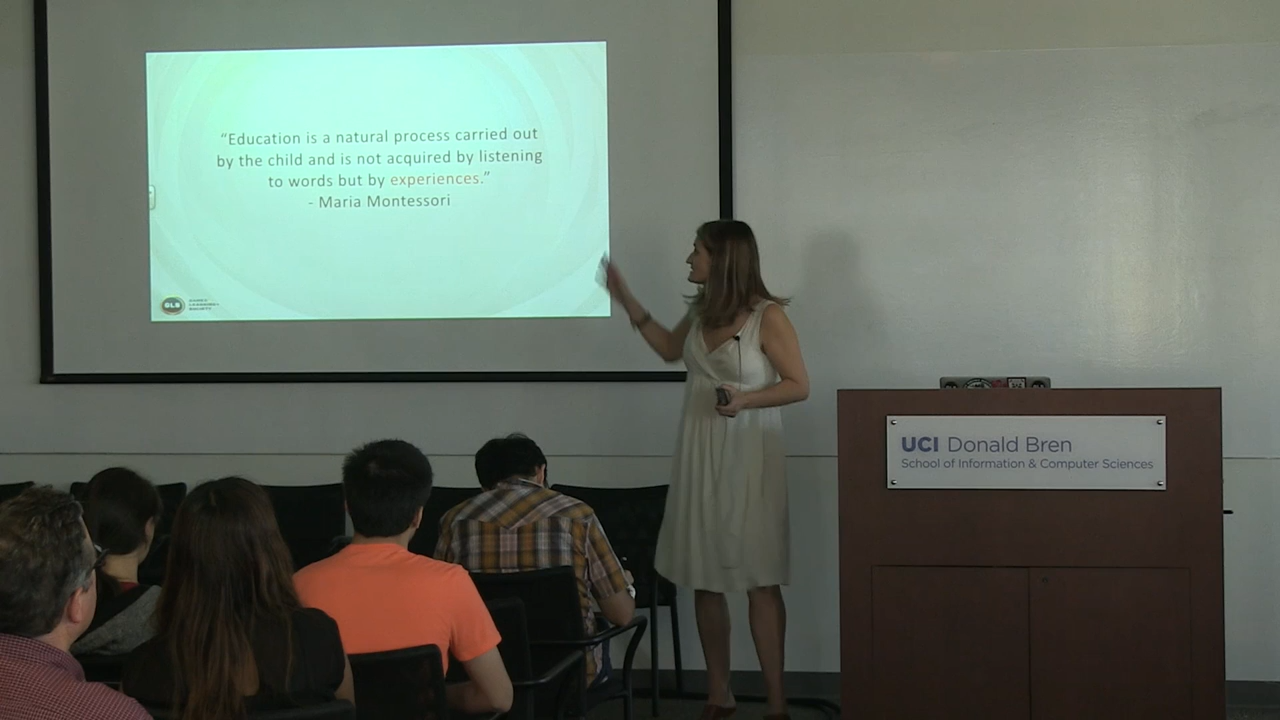 “Education is a natural process carried out
by the child and is not acquired by listening
to words but by experiences.”
- Maria Montessori
GLS
UCI Donald Bren
School of Information & Computer Sciences